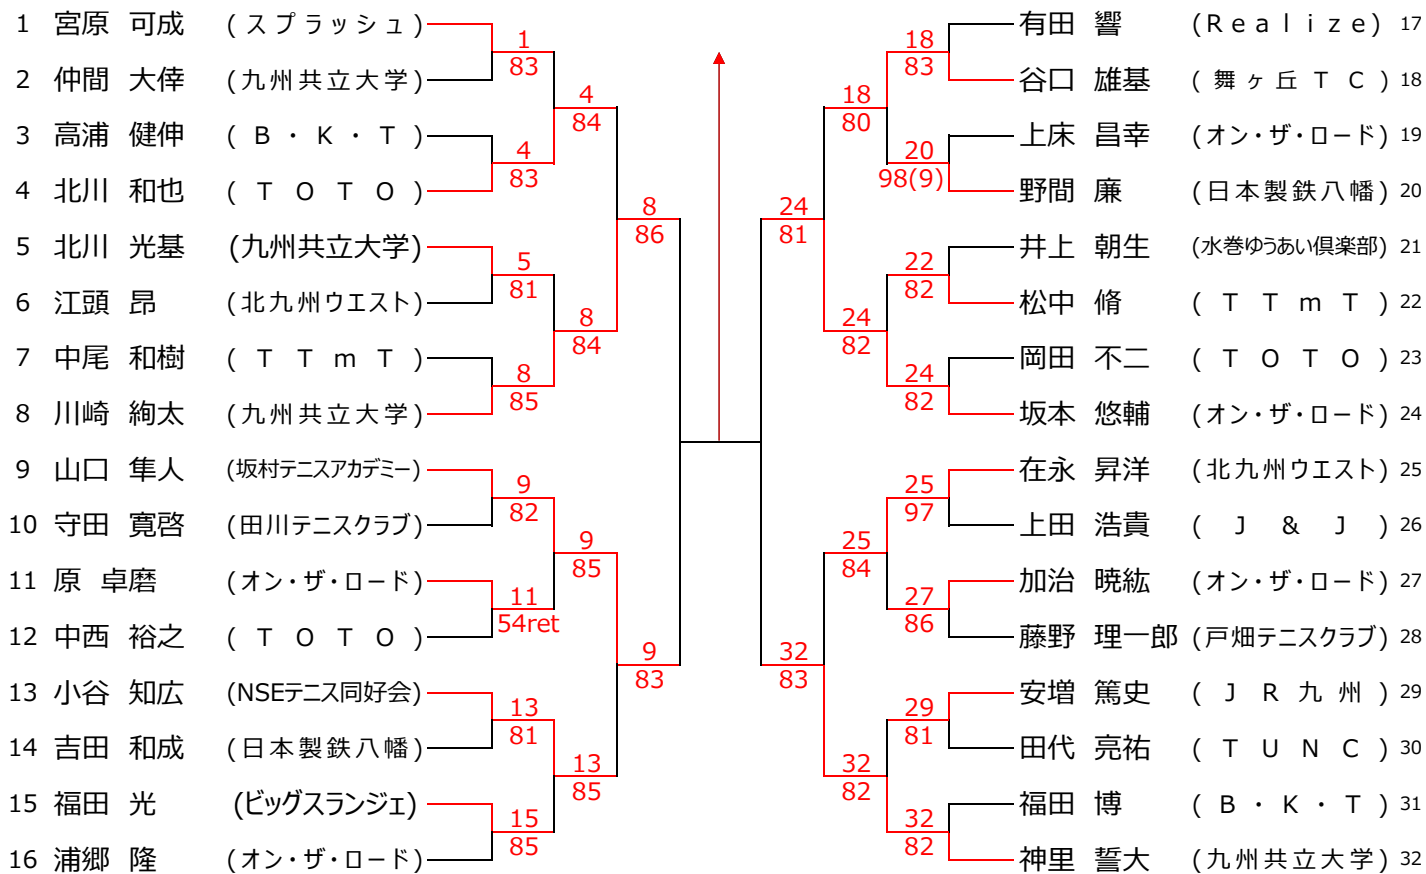 1 宮原 可成 (スプラッシュ)
2 仲間 大倖 (九州共立大学)
3 高浦 健伸 (B・K・T)
4 北川 和也 (TOTO)
5 北川 光基 (九州共立大学)
6 江頭 昂 (北九州ウエスト)
7 中尾 和樹 (TTmT)
8 川崎 絢太 (九州共立大学)
9 山口 隼人 (坂村テニスアカデミー)
10 守田 寛啓 (田川テニスクラブ)
11 原 卓磨 (オン・ザ・ロード)
12 中西 裕之 (TOTO)
13 小谷 知広 (NSEテニス同好会)
14 吉田 和成 (日本製鉄八幡)
15 福田 光 (ビッグスランジェ)
16 浦郷 隆 (オン・ザ・ロード)
1
83
4
83
5
81
8
85
9
82
11
54ret
13
81
15
85
4
84
8
84
9
85
13
85
8
86
9
83
24
81
32
83
18
80
24
82
25
84
32
82
18
83
20
98(9)
22
82
24
82
25
97
27
86
29
81
32
82
有田 響 (Realize) 17
谷口 雄基 (舞ヶ丘TC) 18
上床 昌幸 (オン・ザ・ロード) 19
野間 廉 (日本製鉄八幡) 20
井上 朝生 (水巻ゆうあい倶楽部) 21
松中 脩 (TTmT) 22
岡田 不二 (TOTO) 23
坂本 悠輔 (オン・ザ・ロード) 24
在永 昇洋 (北九州ウエスト) 25
上田 浩貴 (J&J) 26
加治 暁紘 (オン・ザ・ロード) 27
藤野 理一郎 (戸畑テニスクラブ) 28
安増 篤史 (JR九州) 29
田代 亮祐 (TUNC) 30
福田 博 (B・K・T) 31
神里 誓大 (九州共立大学) 32